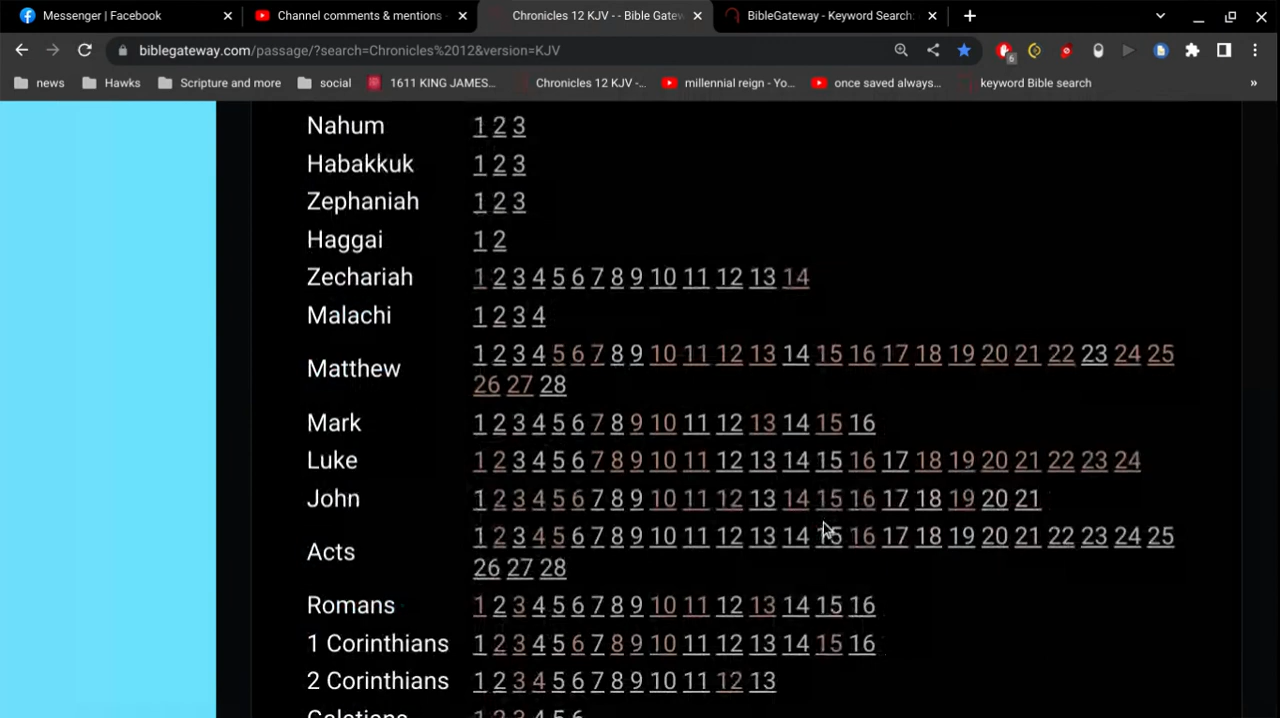 Messenger | Facebook
Channel comments & mentions -
Chronicles 12 KJV - - Bible Gatew
BibleGateway - Keyword Search:
biblegateway.com/passage/?search=Chronicles%2012&version=KJV
6
news
Hawks
Scripture and more
social
1611 KING JAMES...
Chronicles 12 KJV -...
millennial reign - Yo...
once saved always...
keyword Bible search
»
Nahum 1 2 3
Habakkuk 1 2 3
Zephaniah 1 2 3
Haggai 1 2
Zechariah 1 2 3 4 5 6 7 8 9 10 11 12 13 14
Malachi 1 2 3 4
Matthew 1 2 3 4 5 6 7 8 9 10 11 12 13 14 15 16 17 18 19 20 21 22 23 24 25
26 27 28
Mark 1 2 3 4 5 6 7 8 9 10 11 12 13 14 15 16
Luke 1 2 3 4 5 6 7 8 9 10 11 12 13 14 15 16 17 18 19 20 21 22 23 24
John 1 2 3 4 5 6 7 8 9 10 11 12 13 14 15 16 17 18 19 20 21
Acts 1 2 3 4 5 6 7 8 9 10 11 12 13 14 15 16 17 18 19 20 21 22 23 24 25
26 27 28
Romans 1 2 3 4 5 6 7 8 9 10 11 12 13 14 15 16
1 Corinthians 1 2 3 4 5 6 7 8 9 10 11 12 13 14 15 16
2 Corinthians 1 2 3 4 5 6 7 8 9 10 11 12 13
Galatians 1 2 3 4 5 6